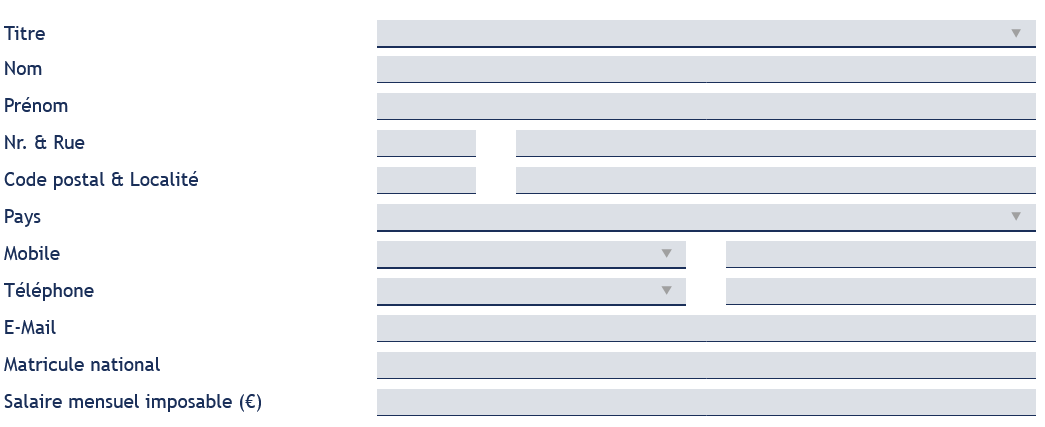 Titre
Nom
Prénom
Nr. & Rue
Code postal & Localité
Pays
Mobile
Téléphone
E-Mail
Matricule national
Salaire mensuel imposable (€)